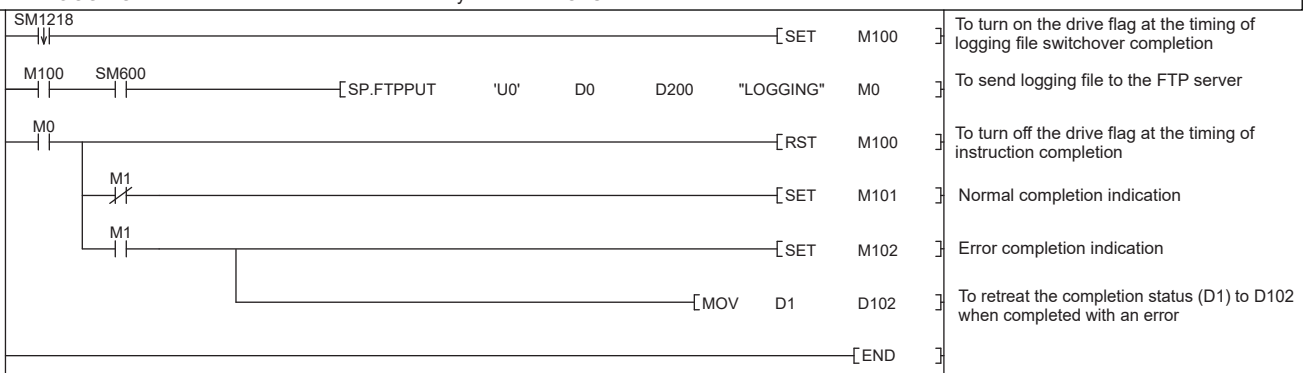 SM1218
SET M100
To turn on the drive flag at the timing of
logging file switchover completion
M100 SM600
SP.FTPPUT 'U0' D0 D200 "LOGGING" M0
To send logging file to the FTP server
M0
RST M100
To turn off the drive flag at the timing of
instruction completion
M1
SET M101
Normal completion indication
M1
SET M102
Error completion indication
MOV D1 D102
To retreat the completion status (D1) to D102
when completed with an error
END